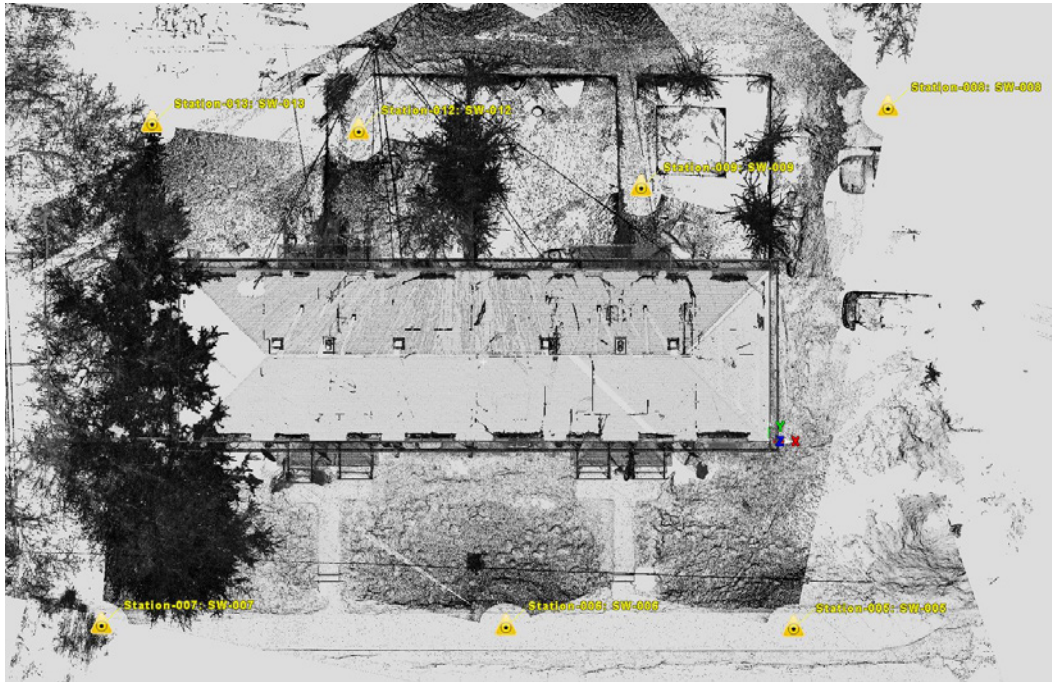 Station-013: SW-013
Station-012: SW-012
Station-008: SW-008
Station-009: SW-009
Y
Z X
Station-007: SW-007
Station-006: SW-006
Station-005: SW-005